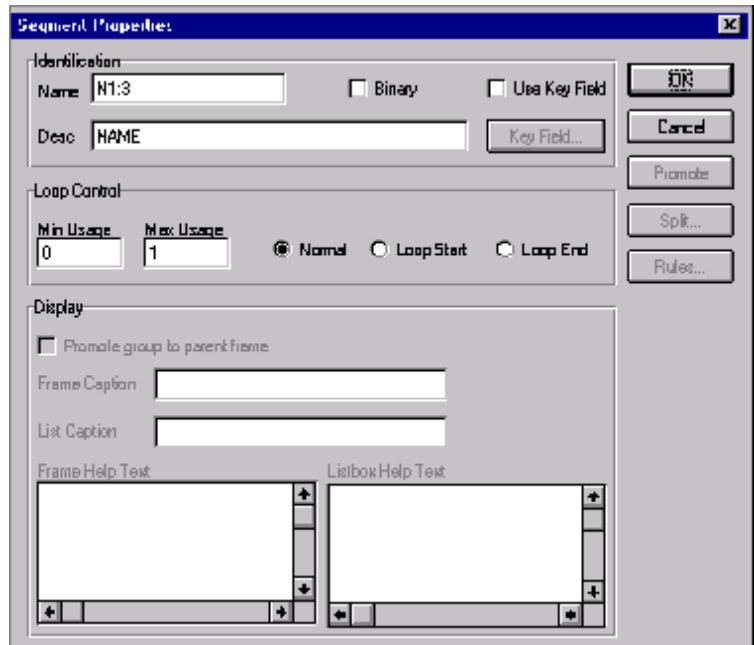 Segment Properties
Identification
Name N1:3 Binary Use Key Field
Desc NAME Key Field...
OK
Cancel
Promote
Split...
Rules...
Loop Control
Min Usage Max Usage
0 1 Normal Loop Start Loop End
Display
Promote group to parent frame
Frame Caption
List Caption
Frame Help Text Listbox Help Text